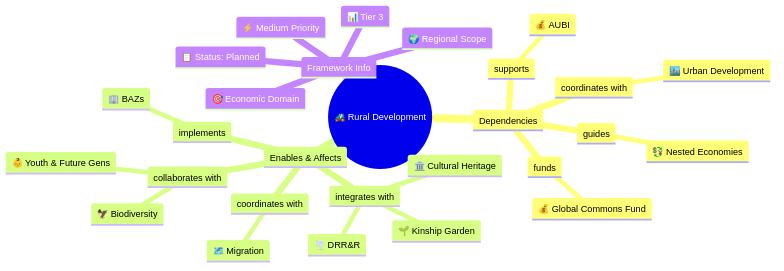 🚜 Rural Development
Framework Info
⚡ Medium Priority
📊 Tier 3
🌍 Regional Scope
📋 Status: Planned
🎯 Economic Domain
Dependencies
supports
💰 AUBI
coordinates with
🏙️ Urban Development
guides
💱 Nested Economies
funds
💰 Global Commons Fund
Enables & Affects
implements
🏢 BAZs
collaborates with
👶 Youth & Future Gens
🦅 Biodiversity
coordinates with
🗺️ Migration
integrates with
🏛️ Cultural Heritage
🌱 Kinship Garden
🌪️ DRR&R